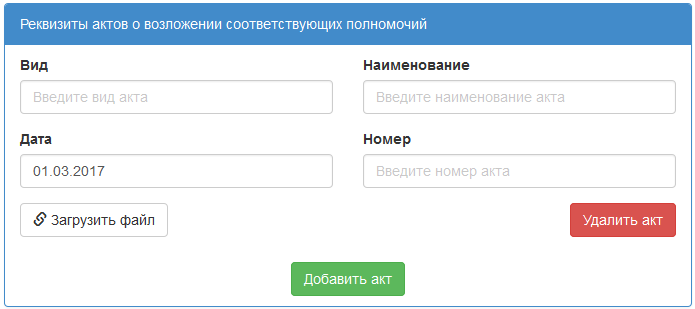 Реквизиты актов о возложении соответствующих полномочий
Вид Наименование
Введите вид акта Введите наименование акта
Дата Номер
01.03.2017 Введите номер акта
Загрузить файл Удалить акт
Добавить акт